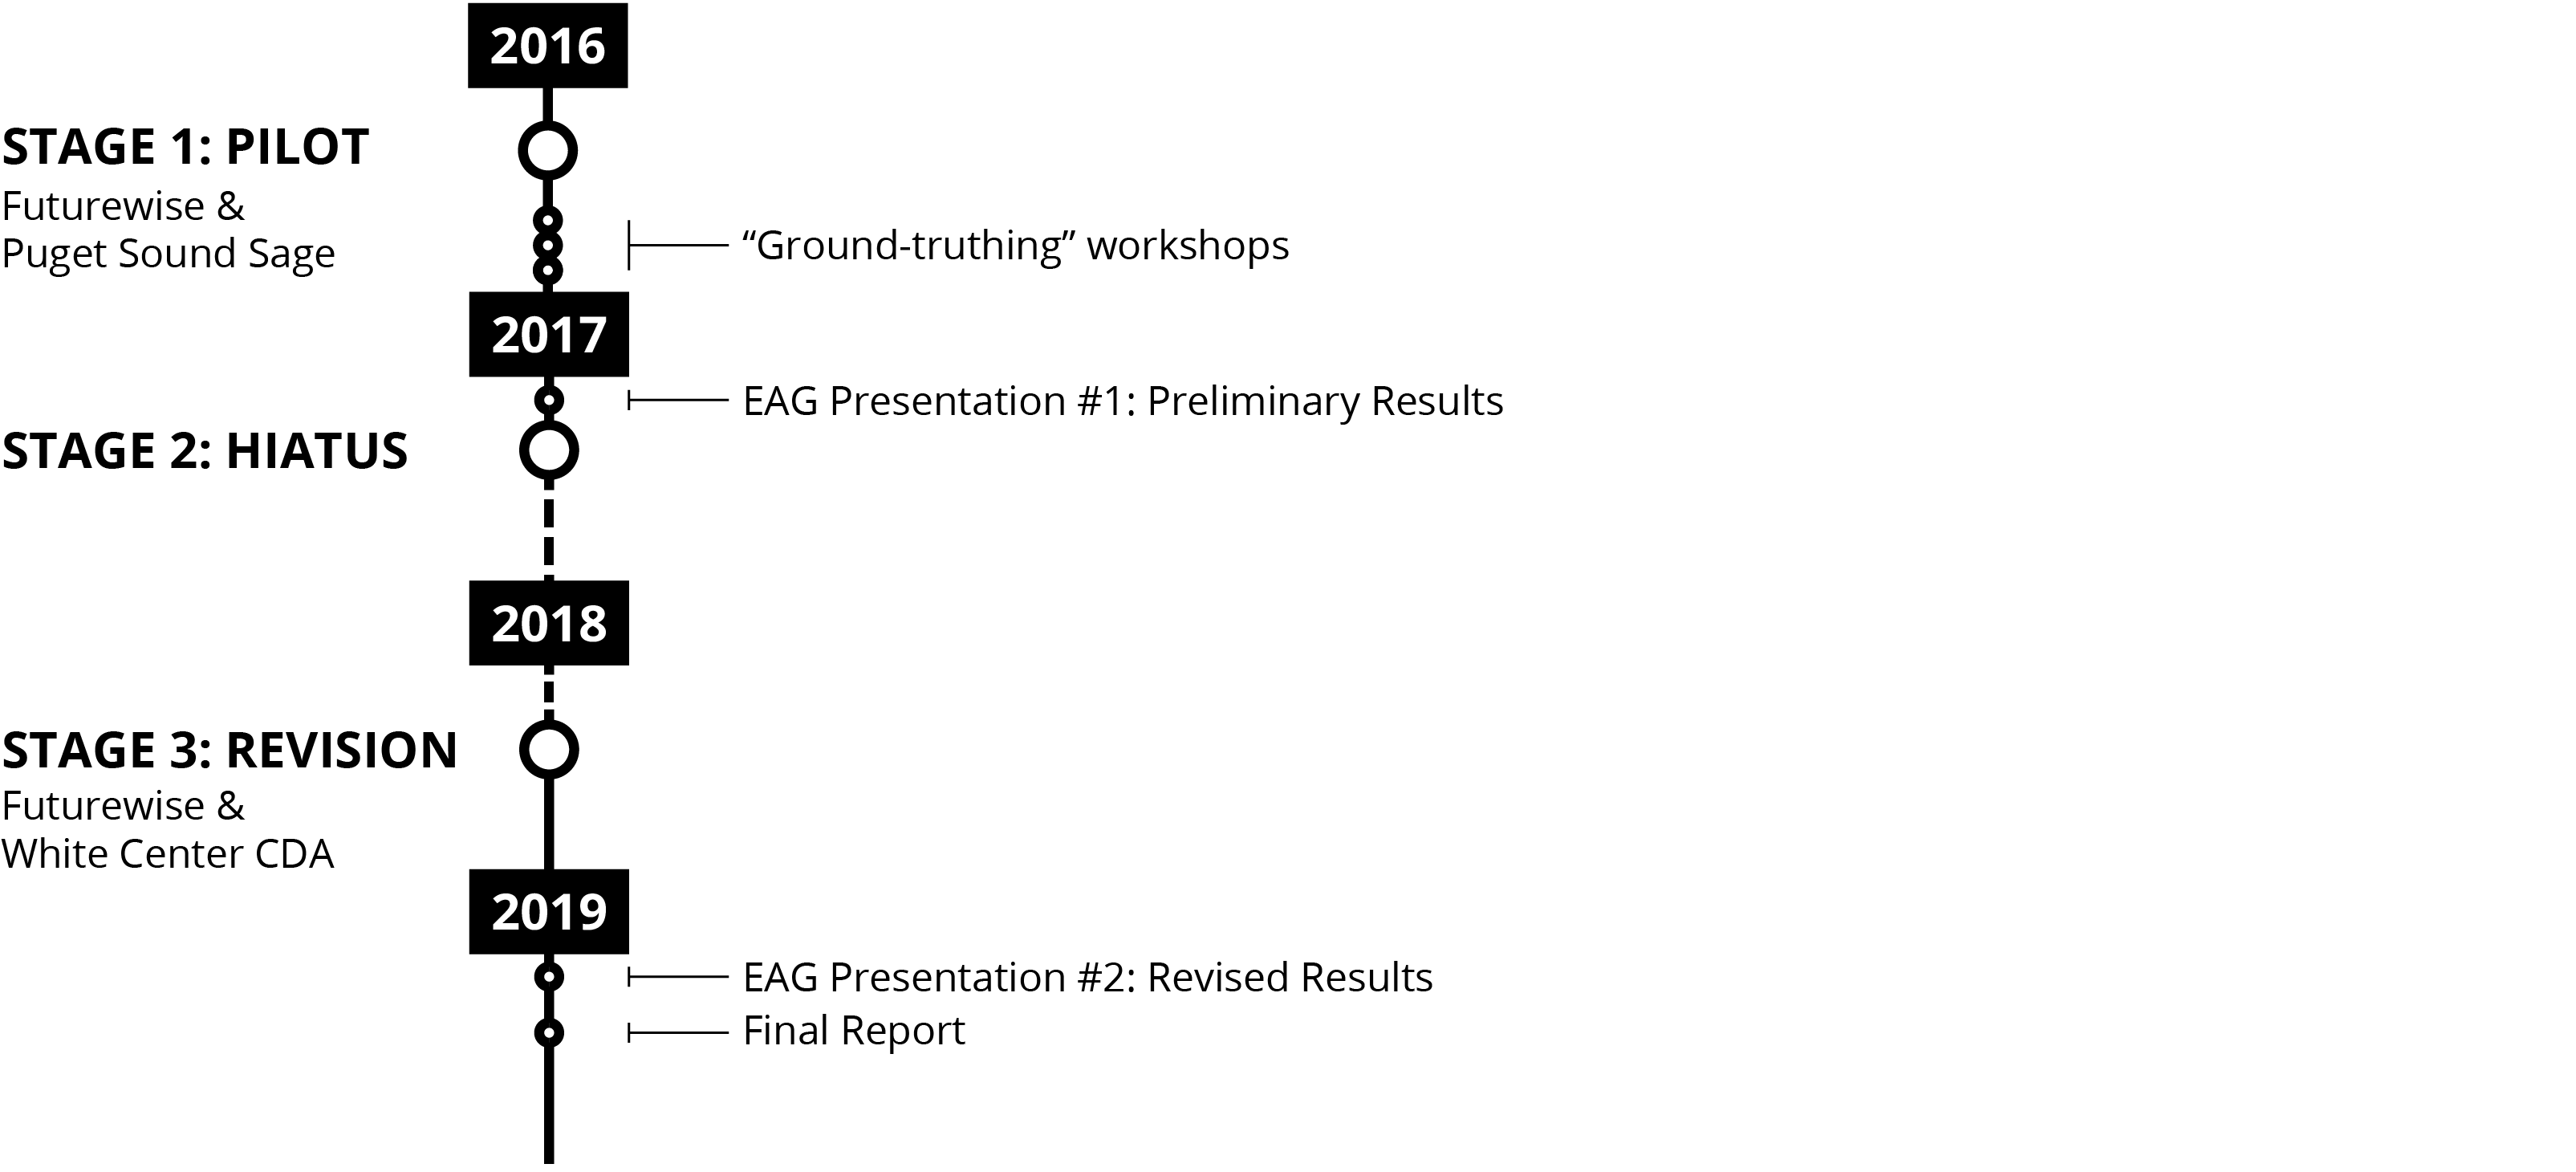 2016
STAGE 1: PILOT
Futurewise &
Puget Sound Sage
“Ground-truthing” workshops
2017
EAG Presentation #1: Preliminary Results
STAGE 2: HIATUS
2018
STAGE 3: REVISION
Futurewise &
White Center CDA
2019
EAG Presentation #2: Revised Results
Final Report